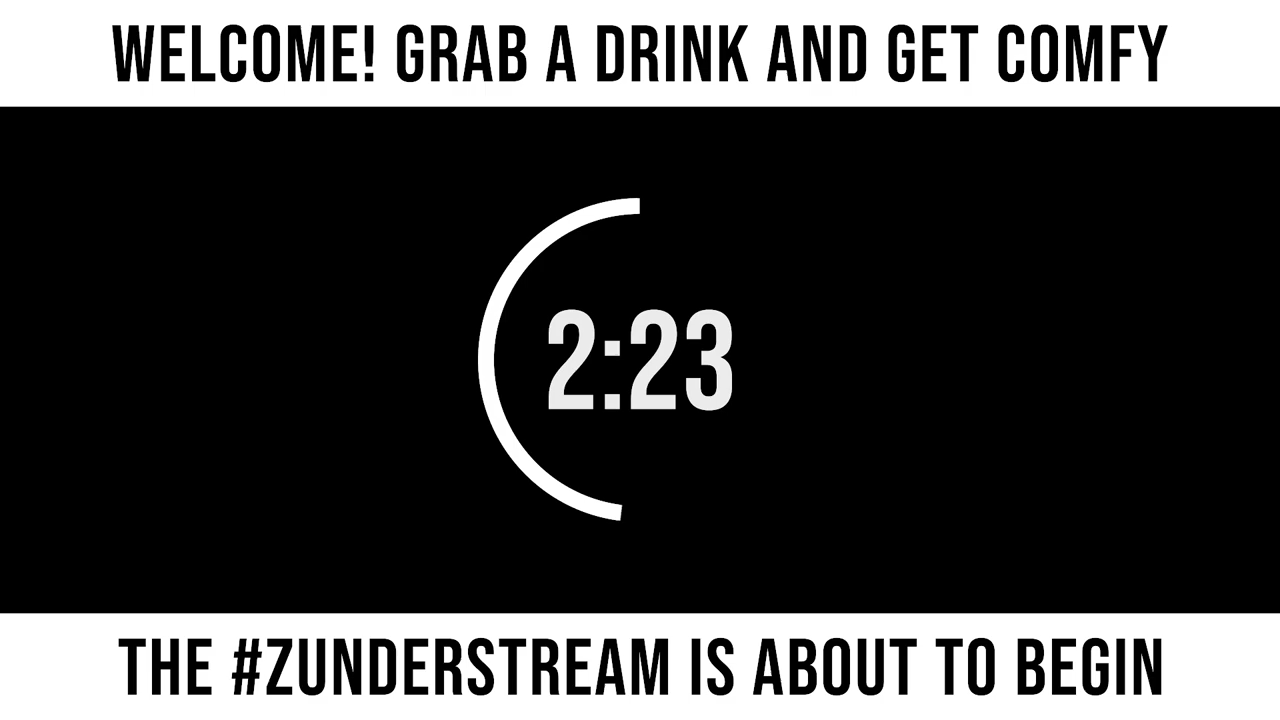 WELCOME! GRAB A DRINK AND GET COMFY
2:23
THE #ZUNDERSTREAM IS ABOUT TO BEGIN